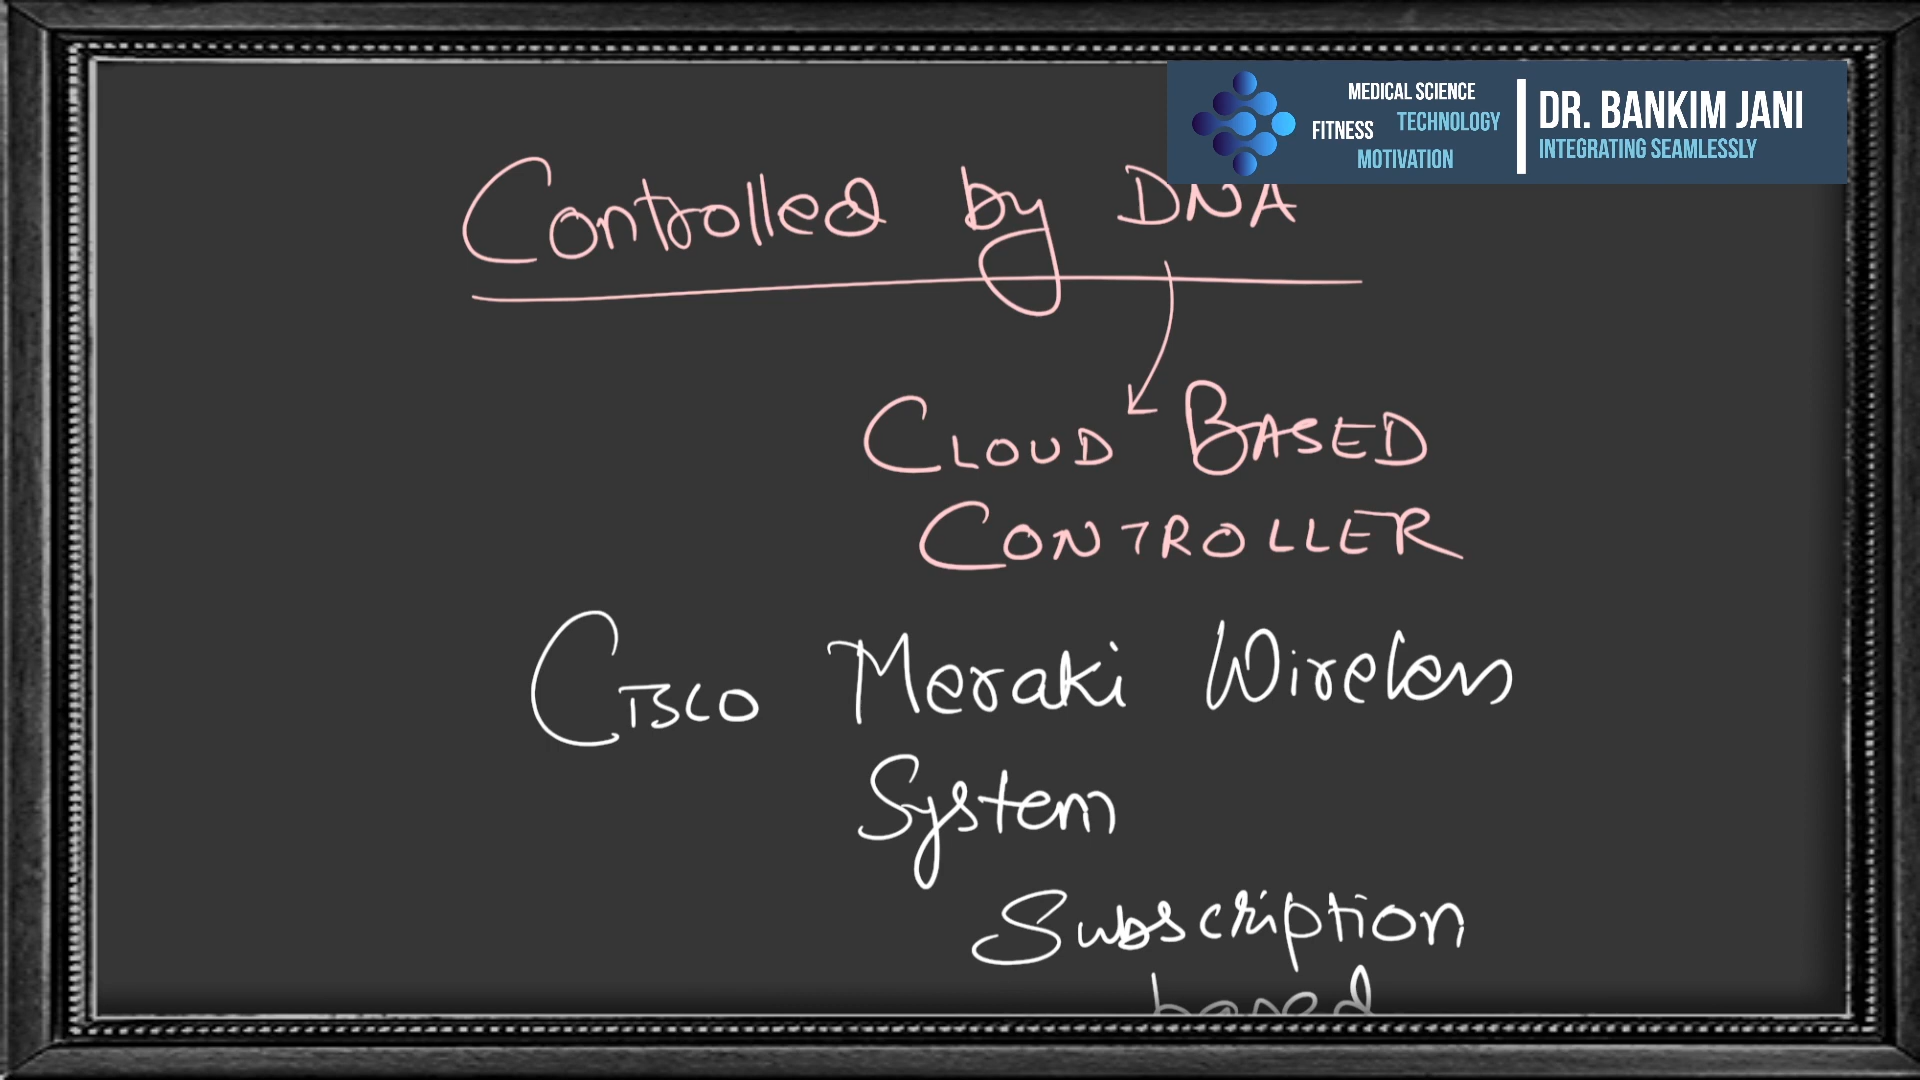 MEDICAL SCIENCE
FITNESS TECHNOLOGY
MOTIVATION
DR. BANKIM JANI
INTEGRATING SEAMLESSLY
Controlled by DNA
CLOUD BASED
CONTROLLER
CISCO Meraki Wireless
System
Subscription
based